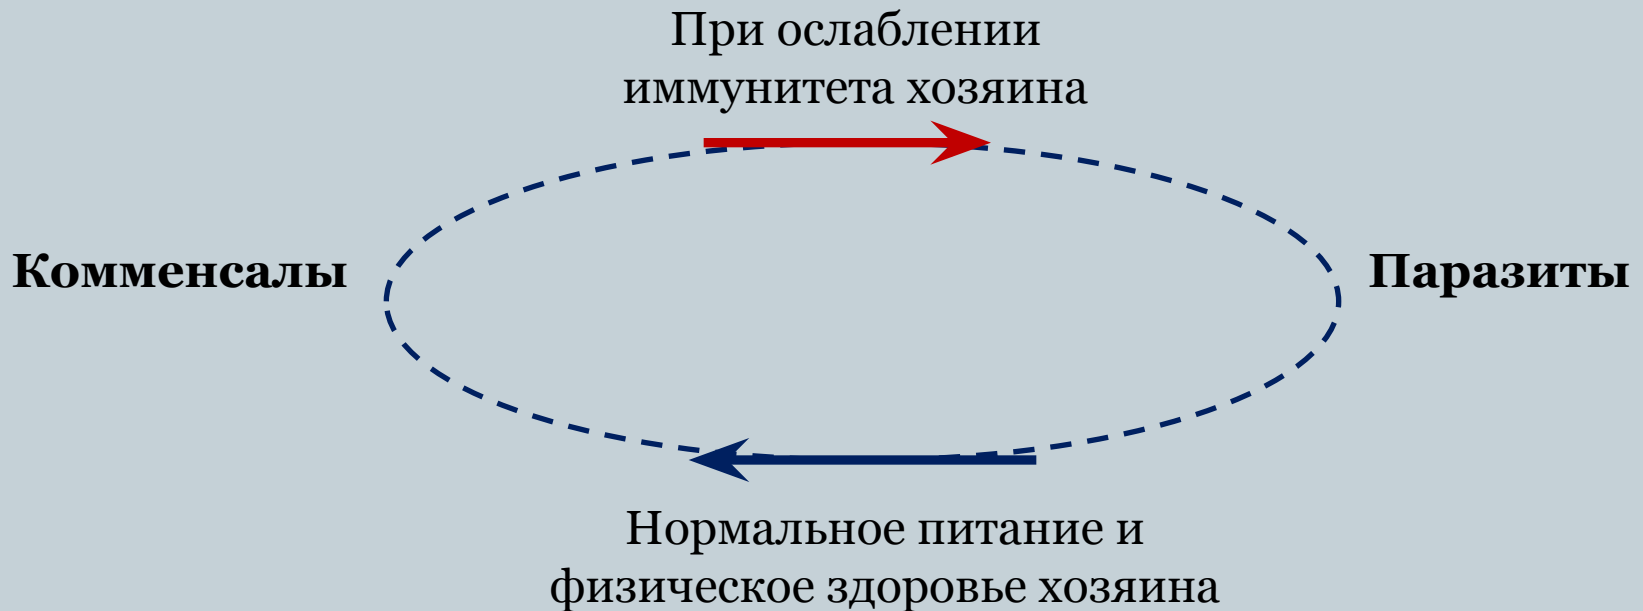 При ослаблении
иммунитета хозяина
Комменсалы
Паразиты
Нормальное питание и
физическое здоровье хозяина